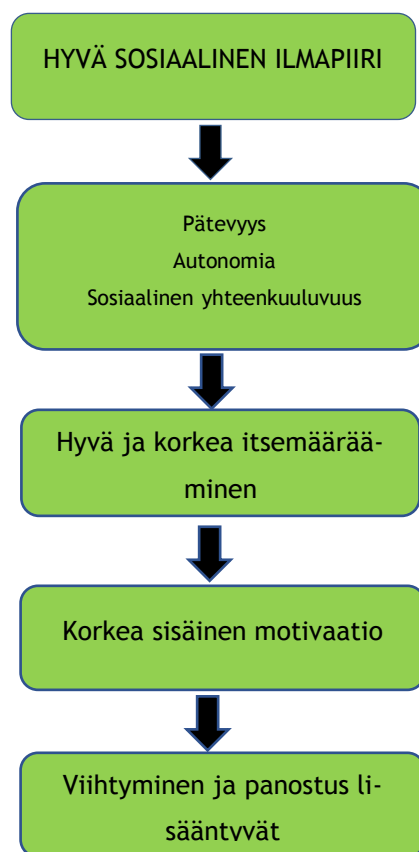 HYVÄ SOSIAALINEN ILMAPIIRI
Pätevyys
Autonomia
Sosiaalinen yhteenkuuluvuus
Hyvä ja korkea itsemäärää-
minen
Korkea sisäinen motivaatio
Viihtyminen ja panostus li-
sääntyvät